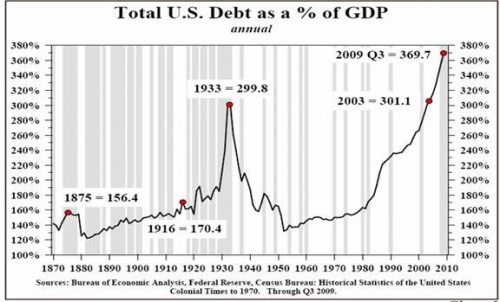 Total U.S. Debt as a % of GDP
annual
380% 380%
360% 2009 Q3 = 369.7 360%
340% 340%
320% 1933 = 299.8 2003 = 301.1 320%
300% 300%
280% 280%
260% 260%
240% 240%
220% 220%
200% 1875 = 156.4 200%
180% 180%
160% 160%
140% 1916 = 170.4 140%
120% 120%
100% 100%
1870 1880 1890 1900 1910 1920 1930 1940 1950 1960 1970 1980 1990 2000 2010
Sources: Bureau of Economic Analysis, Federal Reserve, Census Bureau: Historical Statistics of the United States
Colonial Times to 1970. Through Q3 2009.